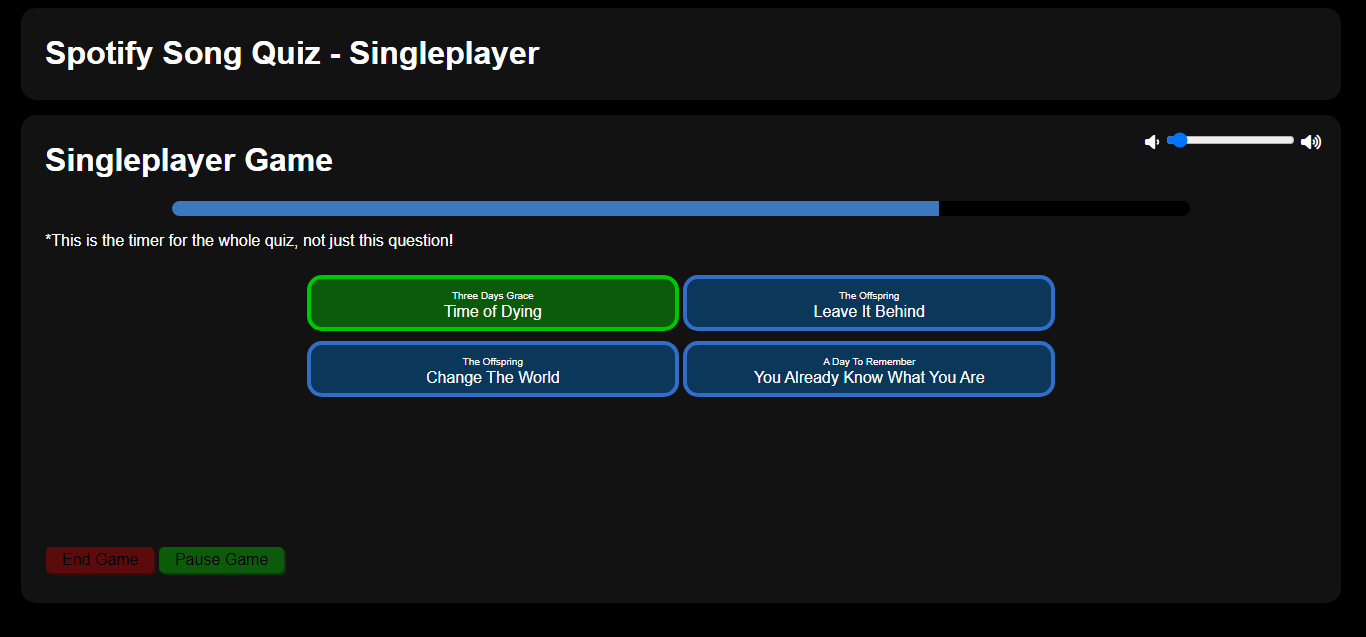 Spotify Song Quiz - Singleplayer
Singleplayer Game
*This is the timer for the whole quiz, not just this question!
Three Days Grace
Time of Dying
The Offspring
Leave It Behind
The Offspring
Change The World
A Day To Remember
You Already Know What You Are
End Game
Pause Game